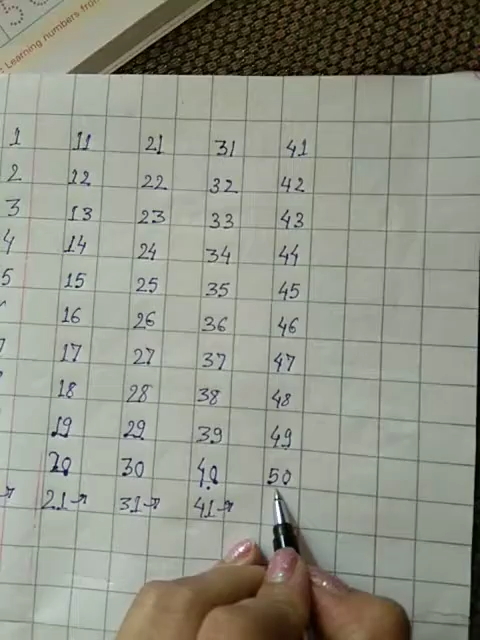 : Learning numbers from
1 11 21 31 41
2 12 22 32 42
3 13 23 33 43
4 14 24 34 44
5 15 25 35 45
16 26 36 46
17 27 37 47
18 28 38 48
19 29 39 49
20 30 40 50
21→ 31→ 41→